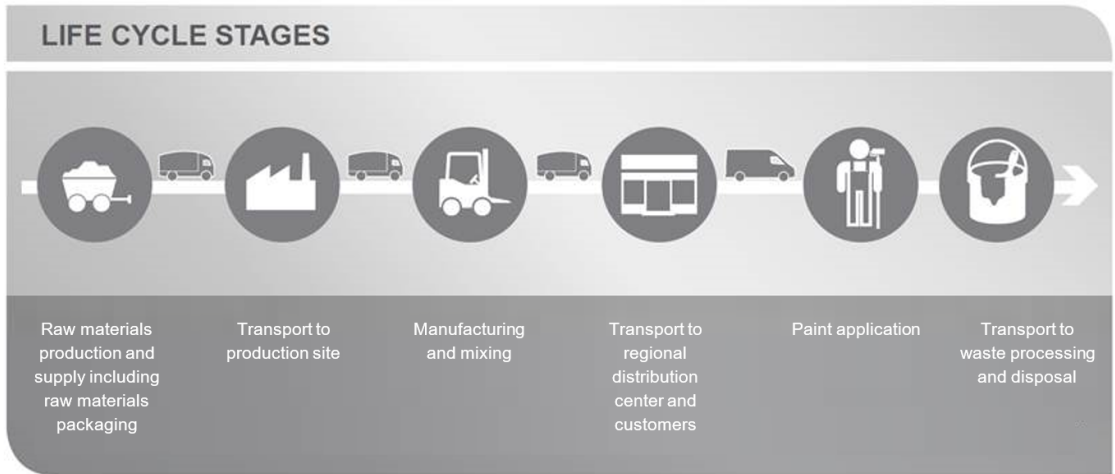 LIFE CYCLE STAGES
Raw materials
production and
supply including
raw materials
packaging
Transport to
production site
Manufacturing
and mixing
Transport to
regional
distribution
center and
customers
Paint application
Transport to
waste processing
and disposal